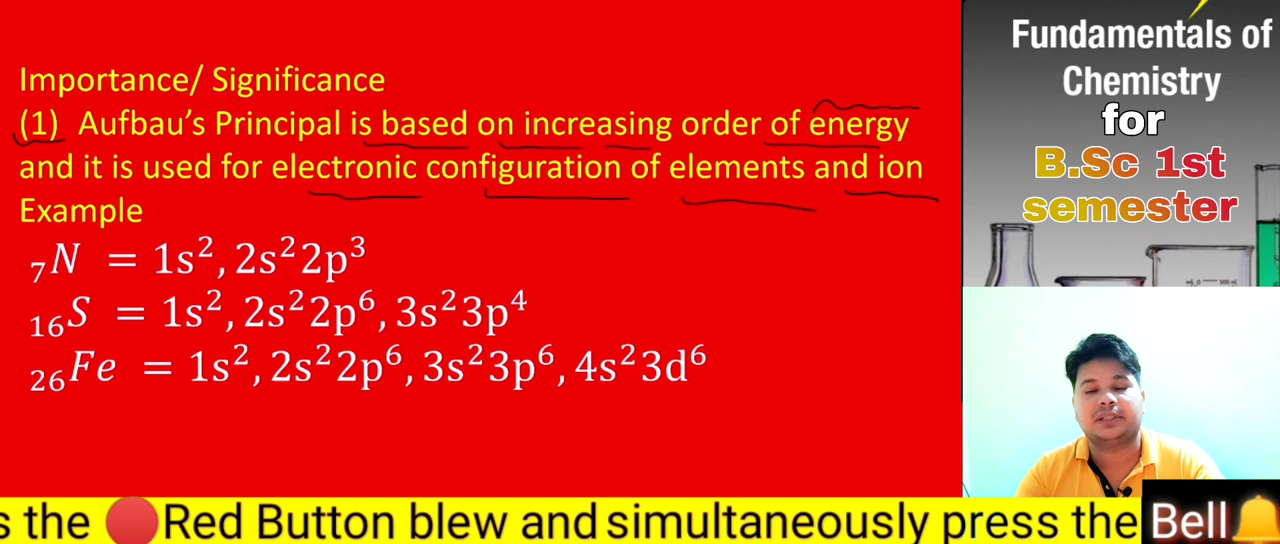 Importance/ Significance
(1) Aufbau's Principal is based on increasing order of energy
and it is used for electronic configuration of elements and ion
Example
₇N = 1s², 2s²2p³
₁₆S = 1s², 2s²2p⁶, 3s²3p⁴
₂₆Fe = 1s², 2s²2p⁶, 3s²3p⁶, 4s²3d⁶
Fundamentals of
Chemistry
for
B.Sc 1st
semester
s the 🔴Red Button blew and simultaneously press the Bell🔔